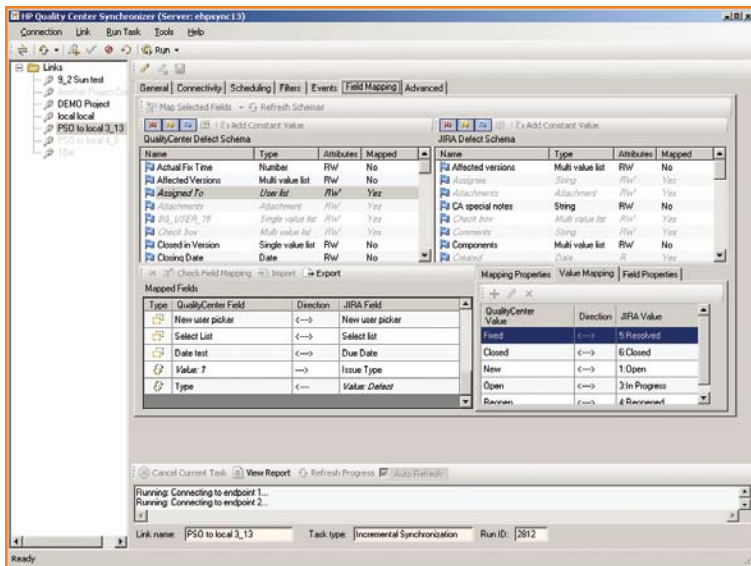 HP Quality Center Synchronizer (Server: ehpsync13)
Connection Link Run Task Tools Help
Run
Links
9_2 Sun test
DEMO Project
local local
PSO to local 3_13
PSO to local 4_0
TDA
General Connectivity Scheduling Filters Events Field Mapping Advanced
Map Selected Fields Refresh Schemas
Add Constant Value
QualityCenter Defect Schema
Name Type Attributes Mapped
Actual Fix Time Number RW No
Affected Versions Multi value list RW No
Assigned To User list RW* Yes
Attachments Attachment RW* Yes
BG_USER_18 Single value list RW* Yes
Check box Multi value list RW Yes
Closed in Version Single value list RW No
Closing Date Date RW No
Add Constant Value
JIRA Defect Schema
Name Type Attributes Mapped
Affected versions Multi value list RW No
Assignee String RW* Yes
Attachments Attachment RW* Yes
CA special notes String RW No
Check box Multi value list RW Yes
Comments String RW Yes
Components Multi value list RW No
Created Date R Yes
Check Field Mapping Import Export
Mapped Fields
Type QualityCenter Field Direction JIRA Field
New user picker <---> New user picker
Select List <---> Select list
Date test <---> Due Date
Value: 1 ---> Issue Type
Type <--- Value: Defect
Mapping Properties Value Mapping Field Properties
QualityCenter Value Direction JIRA Value
Fixed <---> 5:Resolved
Closed <---> 6:Closed
New <---> 1:Open
Open <---> 3:In Progress
Reopen <---> 4:Reopened
Cancel Current Task View Report Refresh Progress Auto Refresh
Running: Connecting to endpoint 1...
Running: Connecting to endpoint 2...
Link name: PSO to local 3_13 Task type: Incremental Synchronization Run ID: 2812
Ready